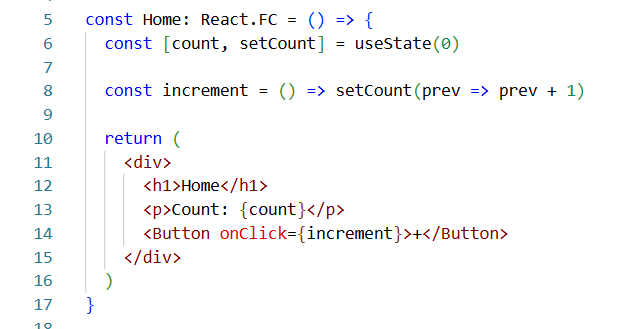 5 const Home: React.FC = () => {
6 const [count, setCount] = useState(0)
7
8 const increment = () => setCount(prev => prev + 1)
9
10 return (
11 <div>
12 <h1>Home</h1>
13 <p>Count: {count}</p>
14 <Button onClick={increment}>+</Button>
15 </div>
16 )
17 }
18